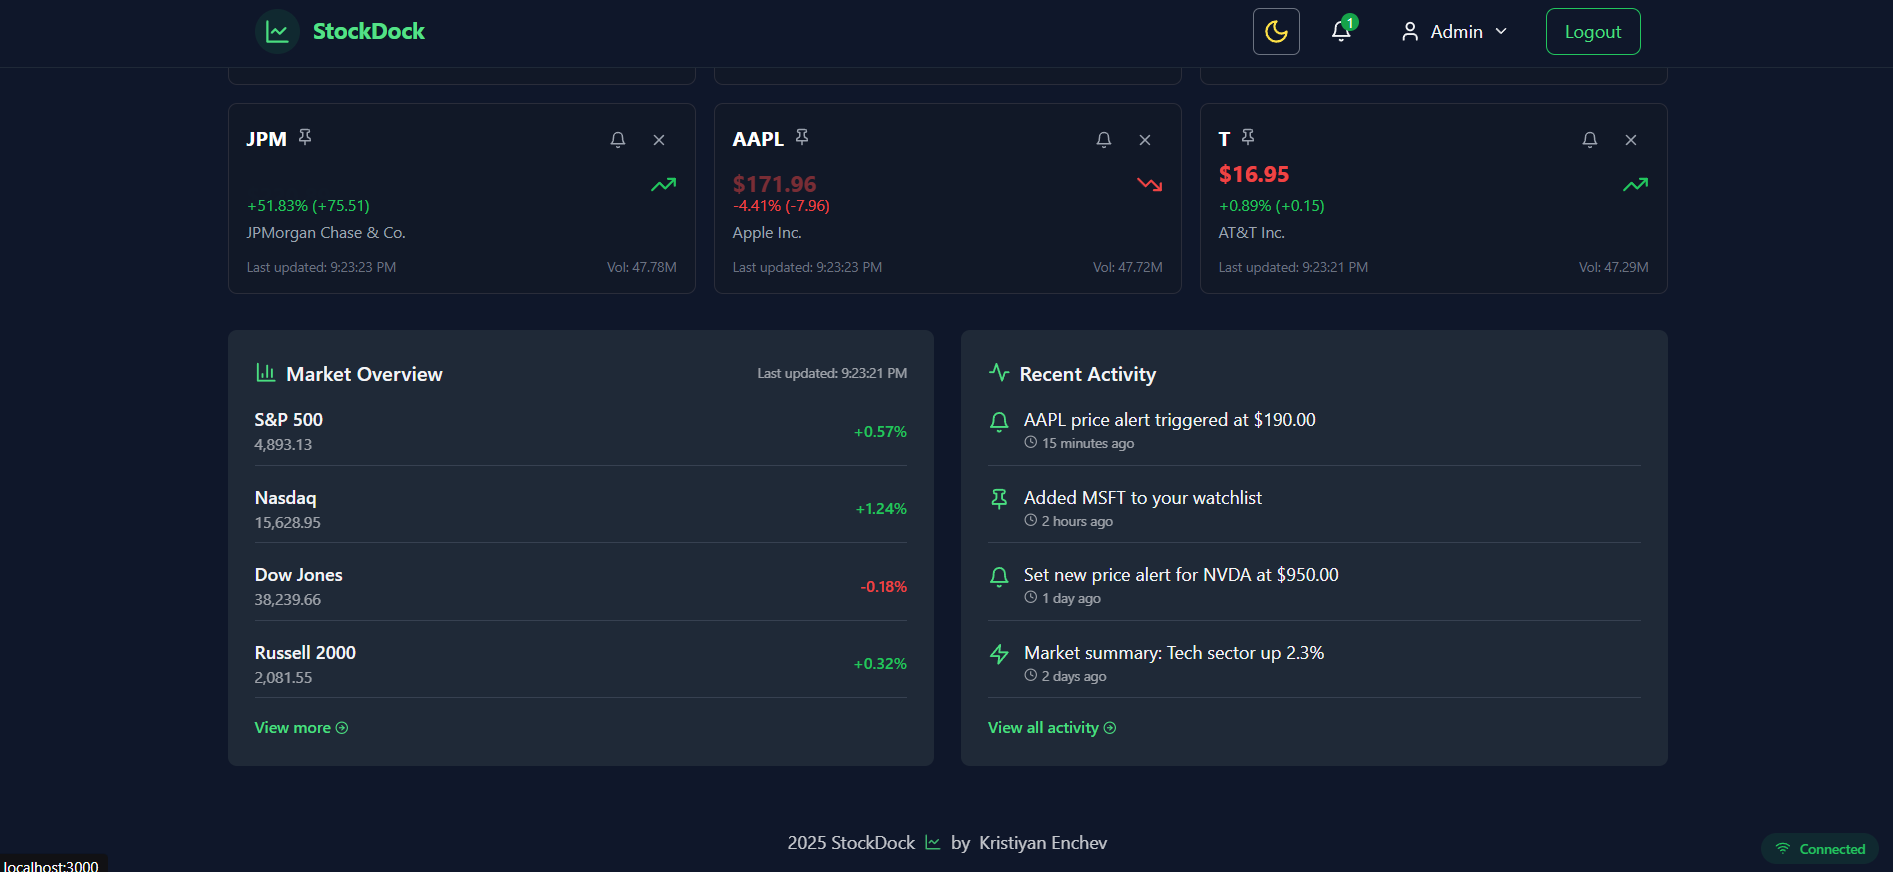 StockDock
1
Admin
Logout
JPM
+51.83% (+75.51)
JPMorgan Chase & Co.
Last updated: 9:23:23 PM
Vol: 47.78M
AAPL
$171.96
-4.41% (-7.96)
Apple Inc.
Last updated: 9:23:23 PM
Vol: 47.72M
T
$16.95
+0.89% (+0.15)
AT&T Inc.
Last updated: 9:23:21 PM
Vol: 47.29M
Market Overview
Last updated: 9:23:21 PM
S&P 500
4,893.13
+0.57%
Nasdaq
15,628.95
+1.24%
Dow Jones
38,239.66
-0.18%
Russell 2000
2,081.55
+0.32%
View more
Recent Activity
AAPL price alert triggered at $190.00
15 minutes ago
Added MSFT to your watchlist
2 hours ago
Set new price alert for NVDA at $950.00
1 day ago
Market summary: Tech sector up 2.3%
2 days ago
View all activity
2025 StockDock by Kristiyan Enchev
Connected
localhost:3000